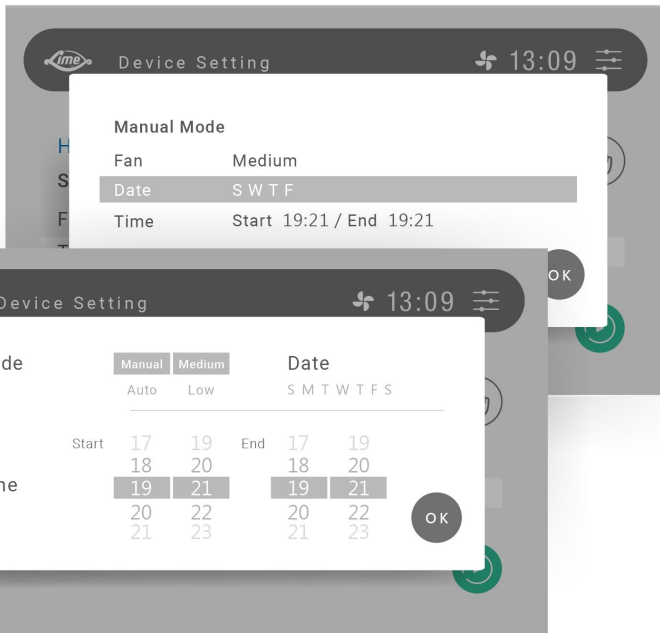 Lime
Device Setting
13:09
H
S
F
T
Manual Mode
Fan Medium
Date S W T F
Time Start 19:21 / End 19:21
OK
Device Setting
13:09
de
Manual Medium Date
Auto Low S M T W T F S
Start 17 19 End 17 19
18 20 18 20
ne
19 21 19 21
20 22 20 22
OK
21 23 21 23